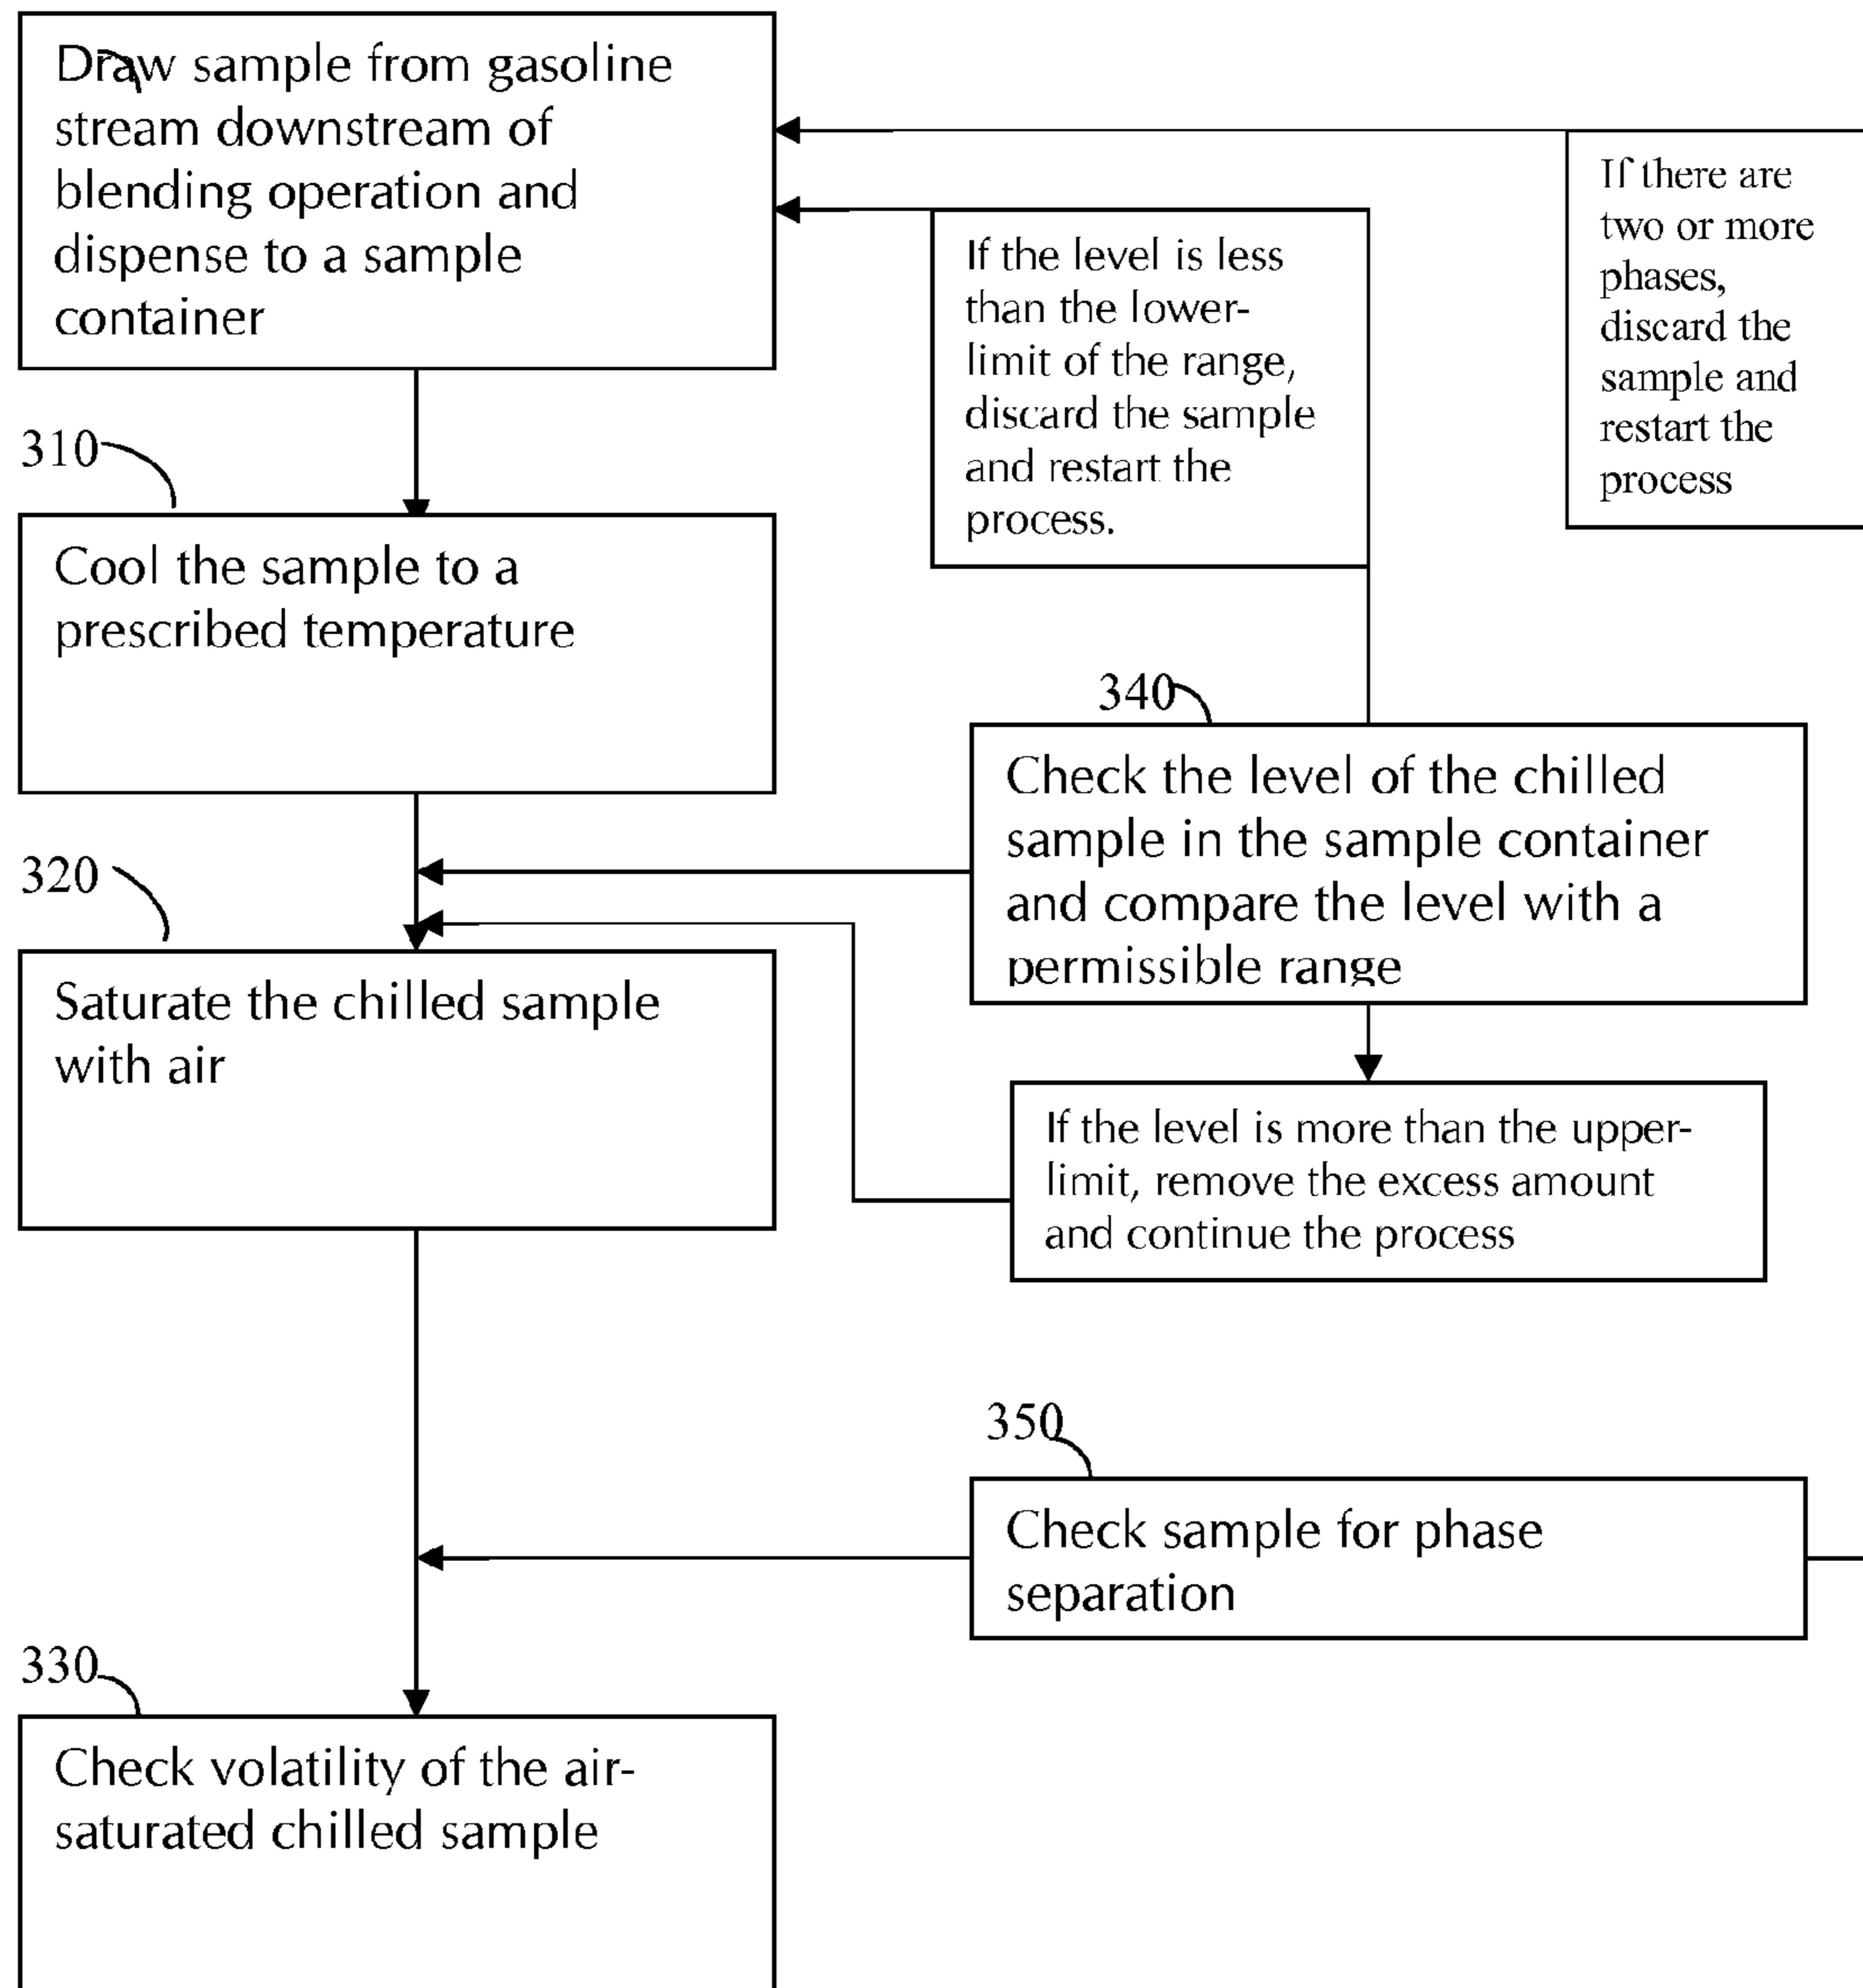 Draw sample from gasoline
stream downstream of
blending operation and
dispense to a sample
container
If there are
two or more
phases,
discard the
sample and
restart the
process
If the level is less
than the lower-
limit of the range,
discard the sample
and restart the
process.
310
Cool the sample to a
prescribed temperature
340
Check the level of the chilled
sample in the sample container
and compare the level with a
permissible range
320
Saturate the chilled sample
with air
If the level is more than the upper-
limit, remove the excess amount
and continue the process
350
Check sample for phase
separation
330
Check volatility of the air-
saturated chilled sample